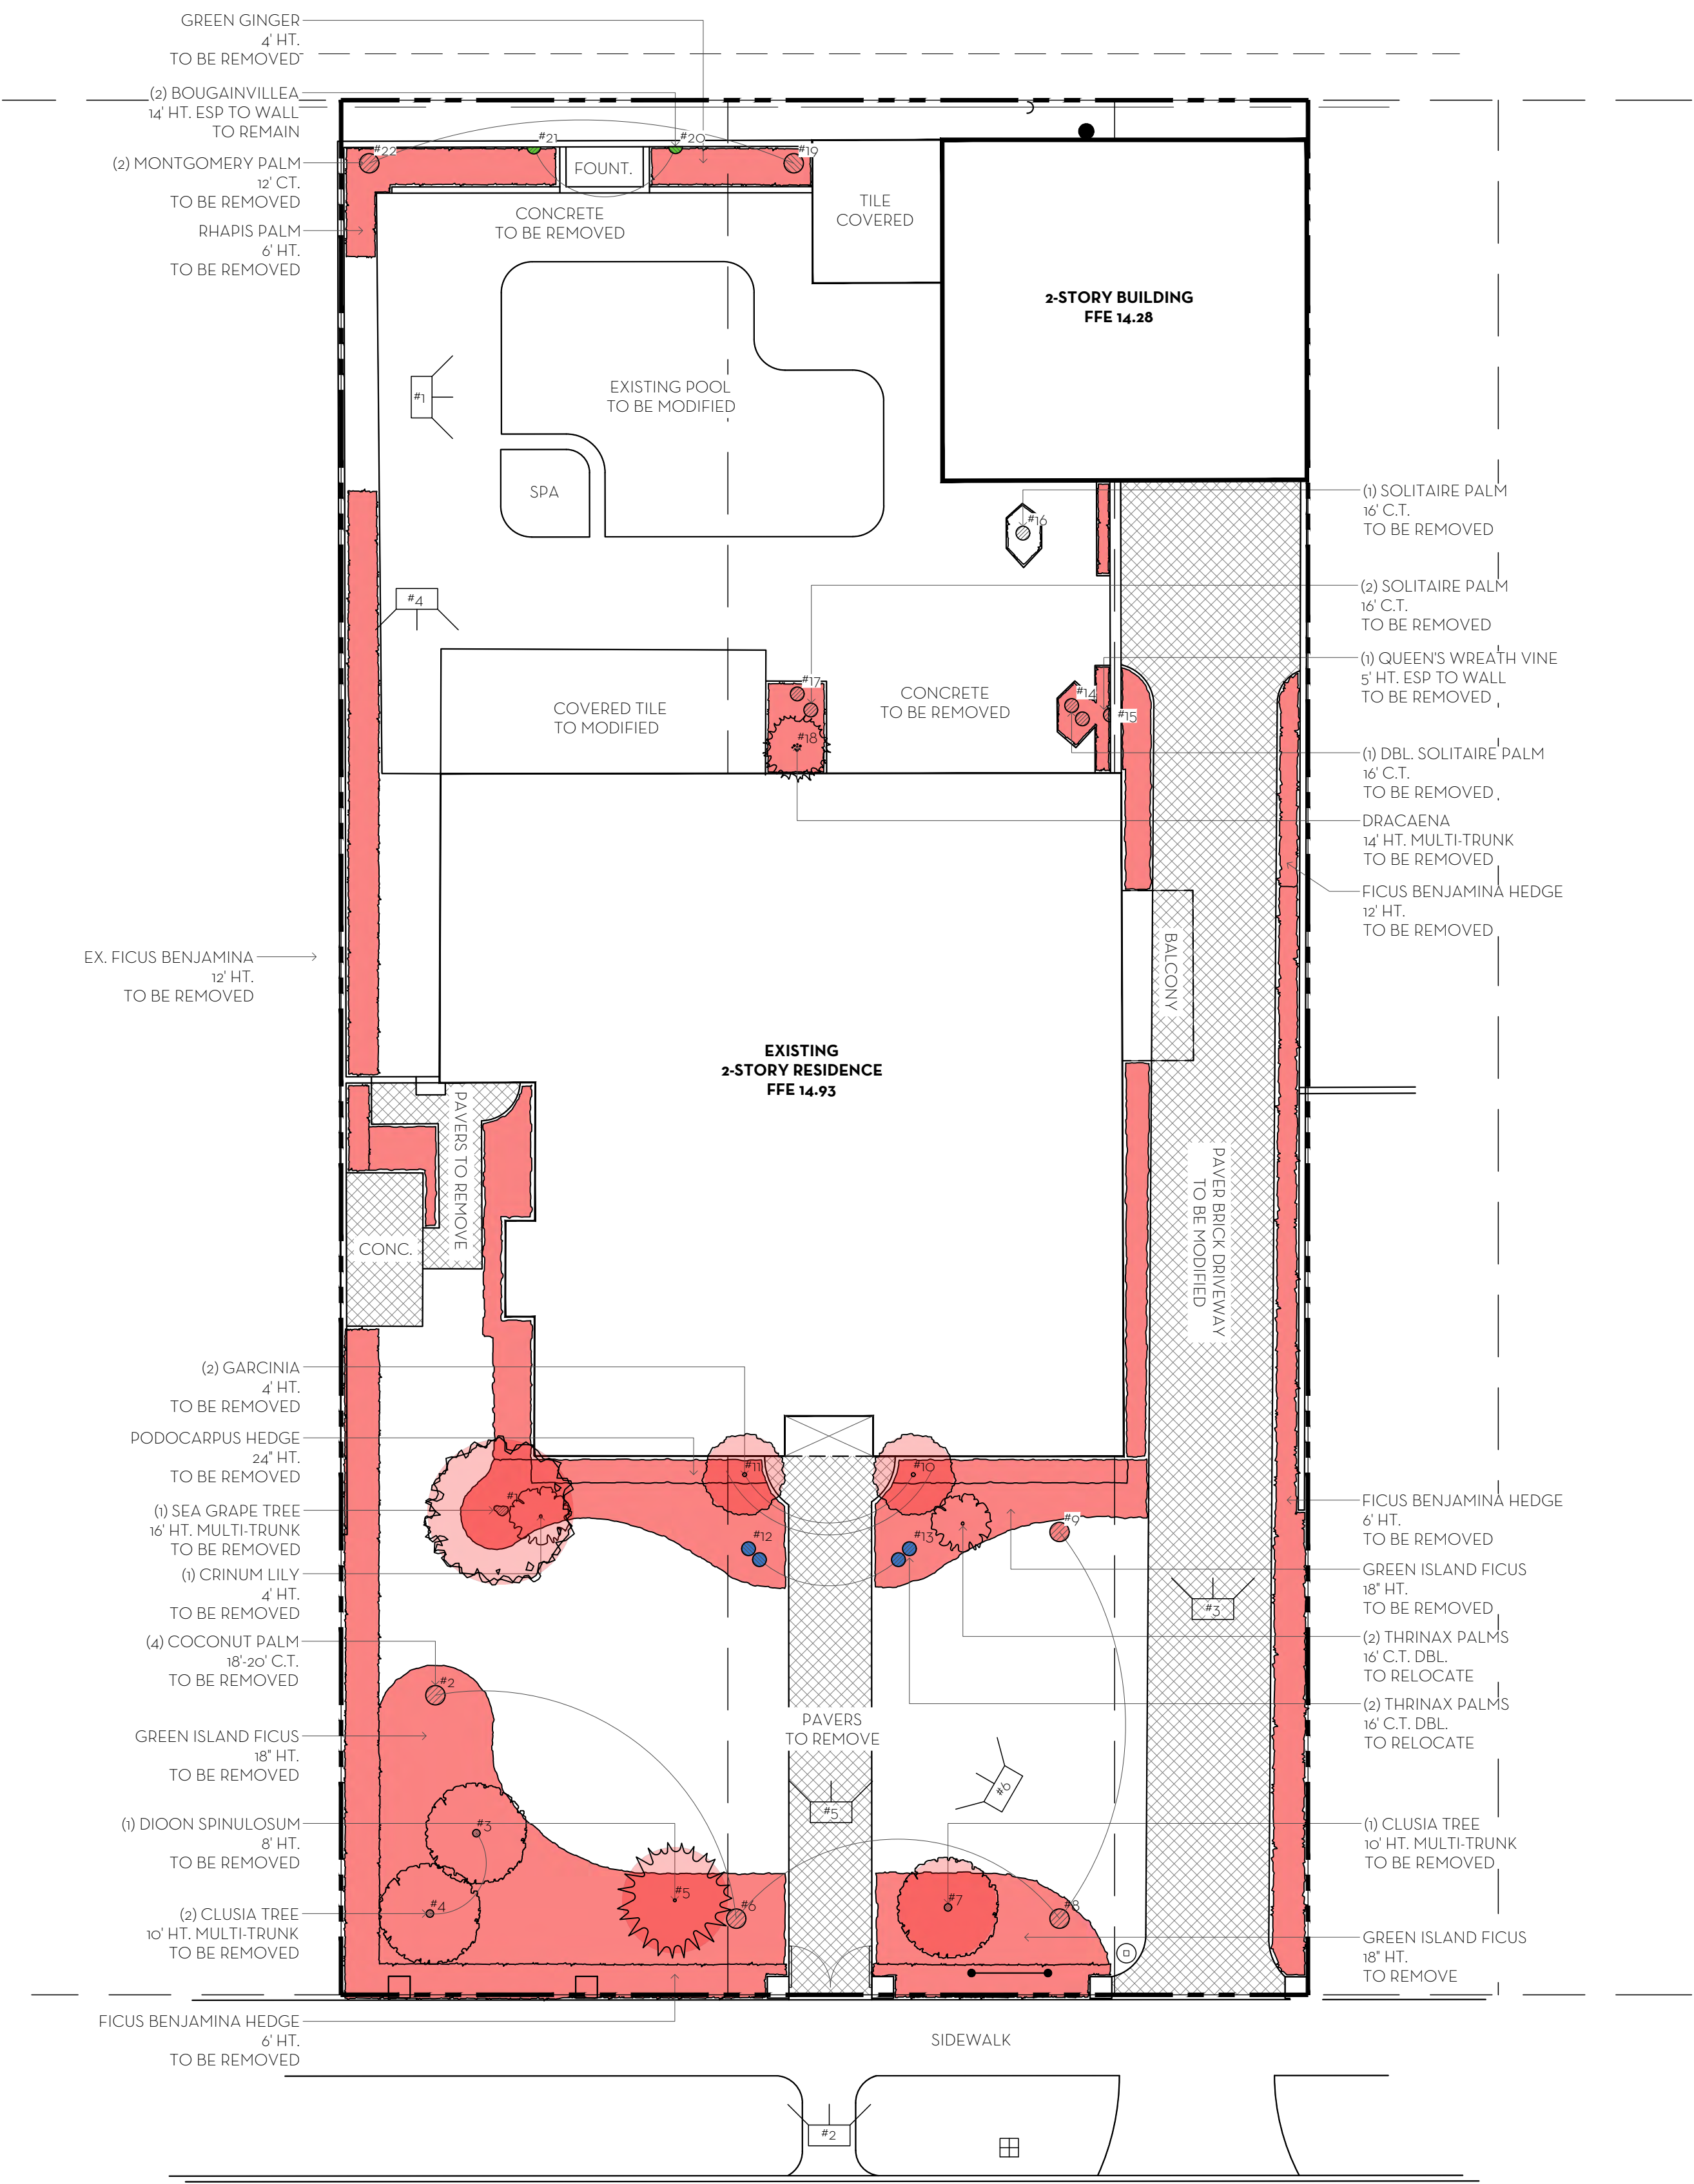 GREEN GINGER
4' HT.
TO BE REMOVED
(2) BOUGAINVILLEA
14' HT. ESP TO WALL
TO REMAIN
(2) MONTGOMERY PALM
12' CT.
TO BE REMOVED
RHAPIS PALM
6' HT.
TO BE REMOVED
#22
#21
#20
#19
FOUNT.
CONCRETE
TO BE REMOVED
TILE
COVERED
2-STORY BUILDING
FFE 14.28
#1
EXISTING POOL
TO BE MODIFIED
SPA
#16
(1) SOLITAIRE PALM
16' C.T.
TO BE REMOVED
#4
(2) SOLITAIRE PALM
16' C.T.
TO BE REMOVED
(1) QUEEN'S WREATH VINE
5' HT. ESP TO WALL
TO BE REMOVED
COVERED TILE
TO MODIFIED
#17
#18
CONCRETE
TO BE REMOVED
#14
#15
(1) DBL. SOLITAIRE PALM
16' C.T.
TO BE REMOVED
DRACAENA
14' HT. MULTI-TRUNK
TO BE REMOVED
FICUS BENJAMINA HEDGE
12' HT.
TO BE REMOVED
EX. FICUS BENJAMINA
12' HT.
TO BE REMOVED
BALCONY
EXISTING
2-STORY RESIDENCE
FFE 14.93
PAVERS TO REMOVE
CONC.
PAVER BRICK DRIVEWAY
TO BE MODIFIED
(2) GARCINIA
4' HT.
TO BE REMOVED
PODOCARPUS HEDGE
24" HT.
TO BE REMOVED
(1) SEA GRAPE TREE
16' HT. MULTI-TRUNK
TO BE REMOVED
(1) CRINUM LILY
4' HT.
TO BE REMOVED
#1
#11
#10
#12
#13
#9
FICUS BENJAMINA HEDGE
6' HT.
TO BE REMOVED
GREEN ISLAND FICUS
18" HT.
TO BE REMOVED
#3
(2) THRINAX PALMS
16' C.T. DBL.
TO RELOCATE
(2) THRINAX PALMS
16' C.T. DBL.
TO RELOCATE
(4) COCONUT PALM
18'-20' C.T.
TO BE REMOVED
#2
GREEN ISLAND FICUS
18" HT.
TO BE REMOVED
PAVERS
TO REMOVE
#6
#5
(1) DIOON SPINULOSUM
8' HT.
TO BE REMOVED
#3
#4
#5
#6
#7
#8
(1) CLUSIA TREE
10' HT. MULTI-TRUNK
TO BE REMOVED
(2) CLUSIA TREE
10' HT. MULTI-TRUNK
TO BE REMOVED
GREEN ISLAND FICUS
18" HT.
TO REMOVE
FICUS BENJAMINA HEDGE
6' HT.
TO BE REMOVED
SIDEWALK
#2